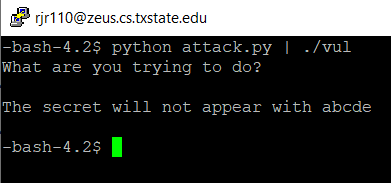 rjr110@zeus.cs.txstate.edu
-bash-4.2$ python attack.py | ./vul
What are you trying to do?
The secret will not appear with abcde
-bash-4.2$